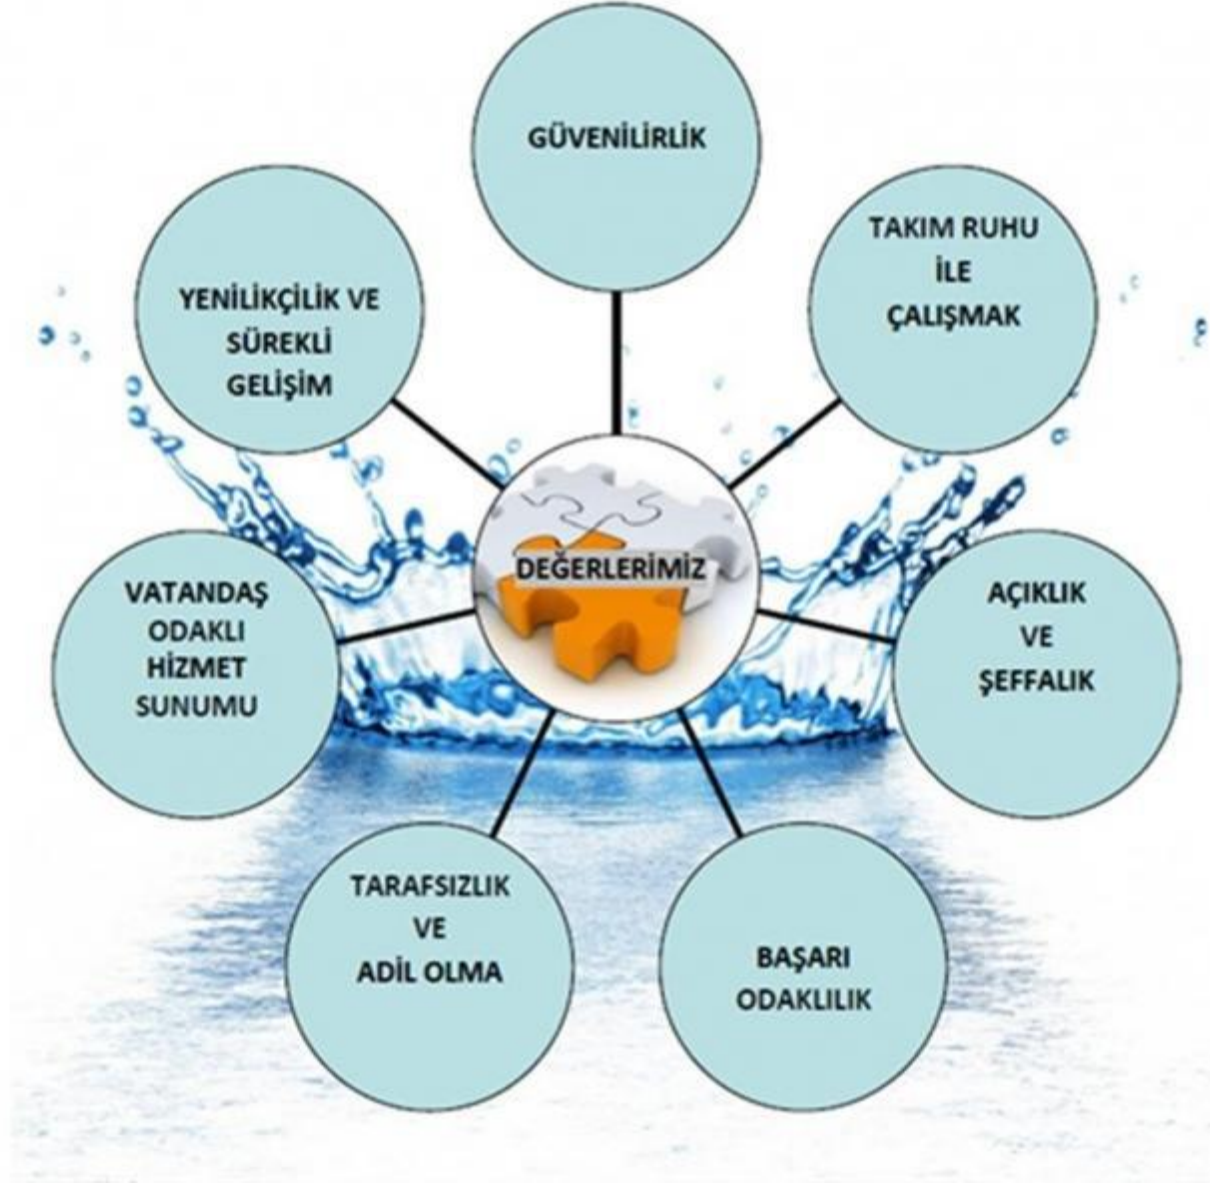 GÜVENİLİRLİK
TAKIM RUHU
İLE
ÇALIŞMAK
YENİLİKÇİLİK VE
SÜREKLİ
GELİŞİM
DEĞERLERİMİZ
VATANDAŞ
ODAKLI
HİZMET
SUNUMU
AÇIKLIK
VE
ŞEFFALIK
TARAFSIZLIK
VE
ADİL OLMA
BAŞARI
ODAKLILIK